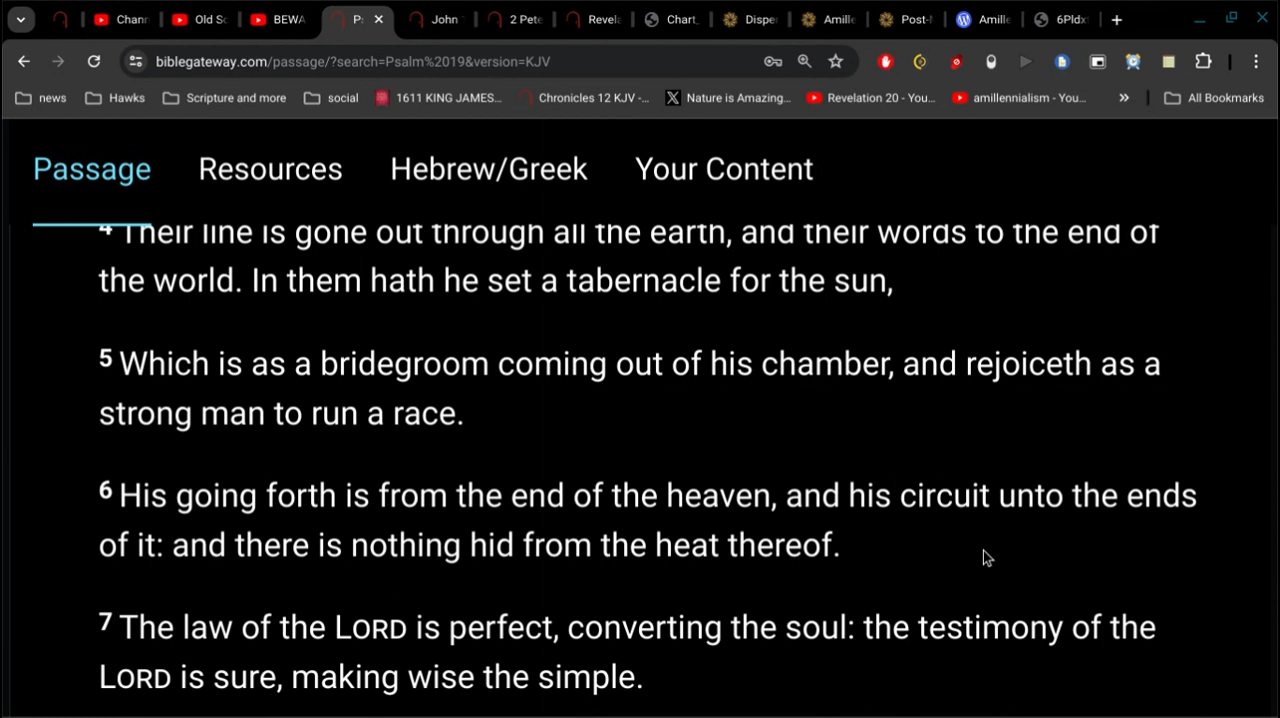 Chann
Old Sc
BEWA
P:
John
2 Pete
Revela
Chart_
Disper
Amille
Post-
Amille
6Pldx
biblegateway.com/passage/?search=Psalm%2019&version=KJV
news
Hawks
Scripture and more
social
1611 KING JAMES...
Chronicles 12 KJV -...
Nature is Amazing...
Revelation 20 - You...
amillennialism - You...
All Bookmarks
Passage
Resources
Hebrew/Greek
Your Content
4 Their line is gone out through all the earth, and their words to the end of
the world. In them hath he set a tabernacle for the sun,
5 Which is as a bridegroom coming out of his chamber, and rejoiceth as a
strong man to run a race.
6 His going forth is from the end of the heaven, and his circuit unto the ends
of it: and there is nothing hid from the heat thereof.
7 The law of the LORD is perfect, converting the soul: the testimony of the
LORD is sure, making wise the simple.